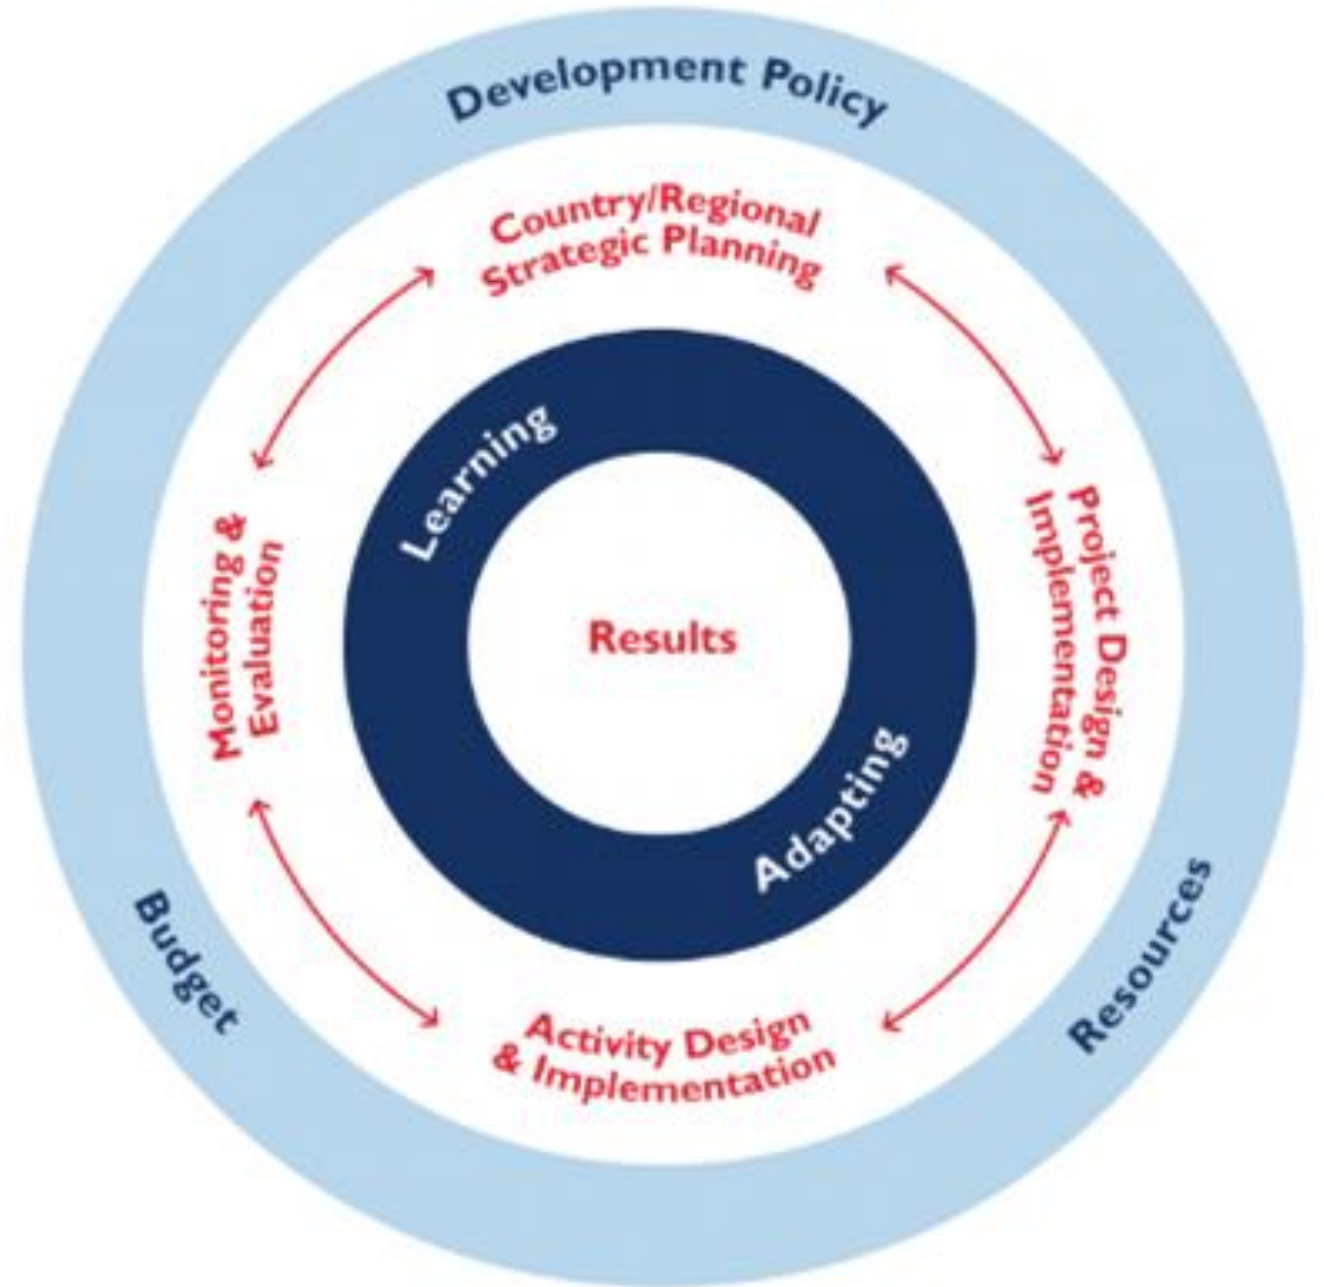 Development Policy
Country/Regional
Strategic Planning
Learning
Monitoring &
Evaluation
Results
Project Design &
Implementation
Adapting
Budget
Resources
Activity Design
& Implementation